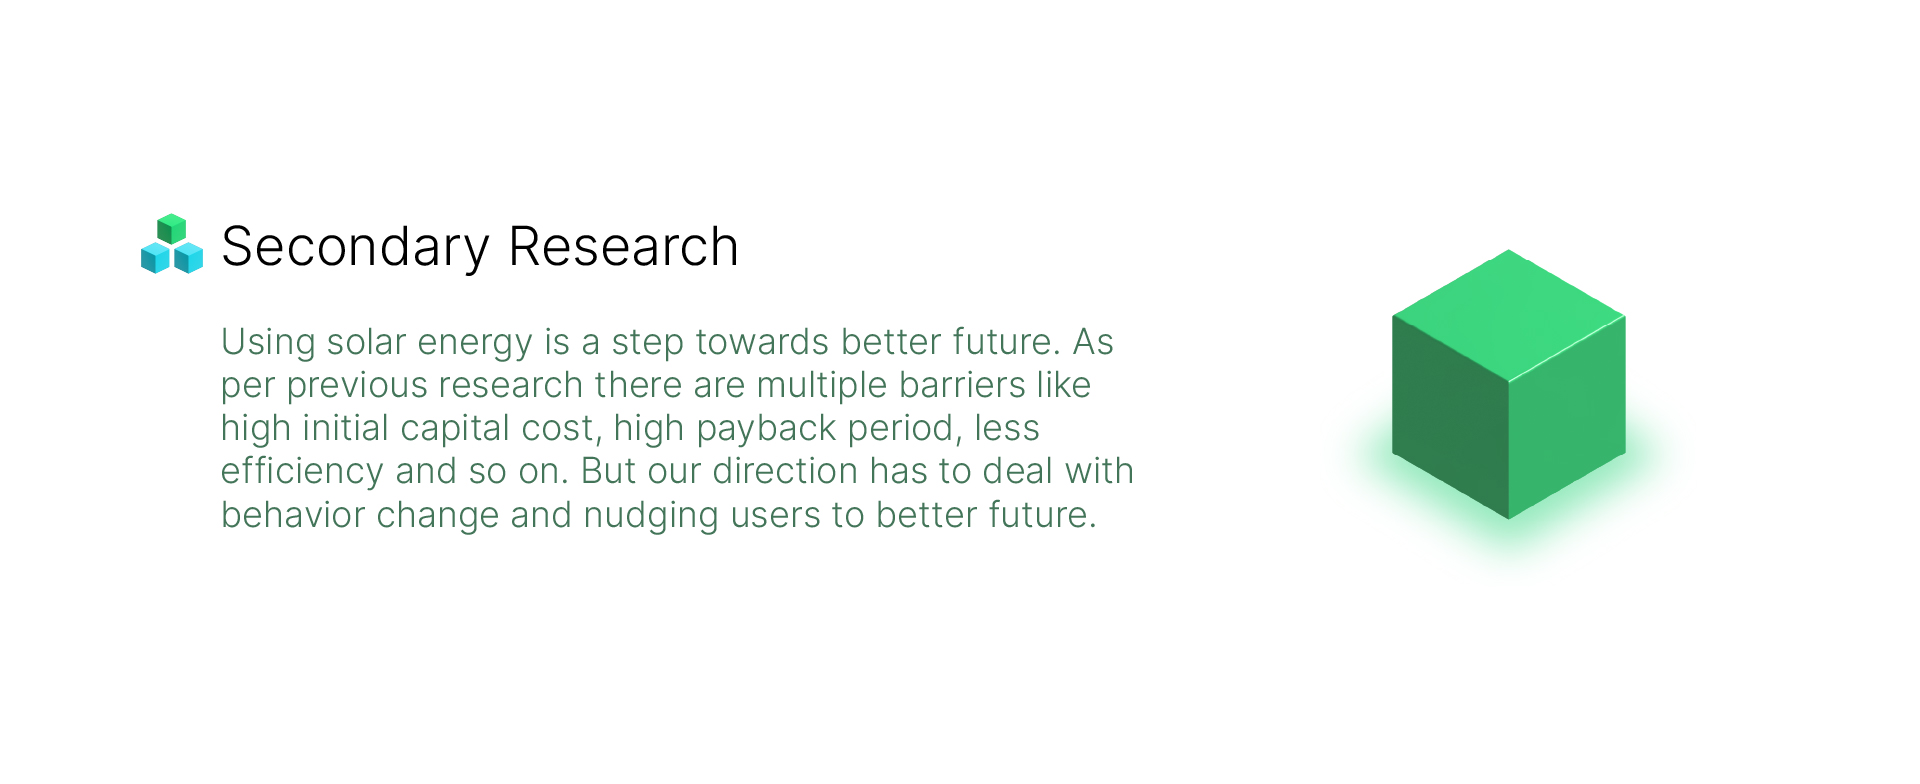 Secondary Research
Using solar energy is a step towards better future. As
per previous research there are multiple barriers like
high initial capital cost, high payback period, less
efficiency and so on. But our direction has to deal with
behavior change and nudging users to better future.